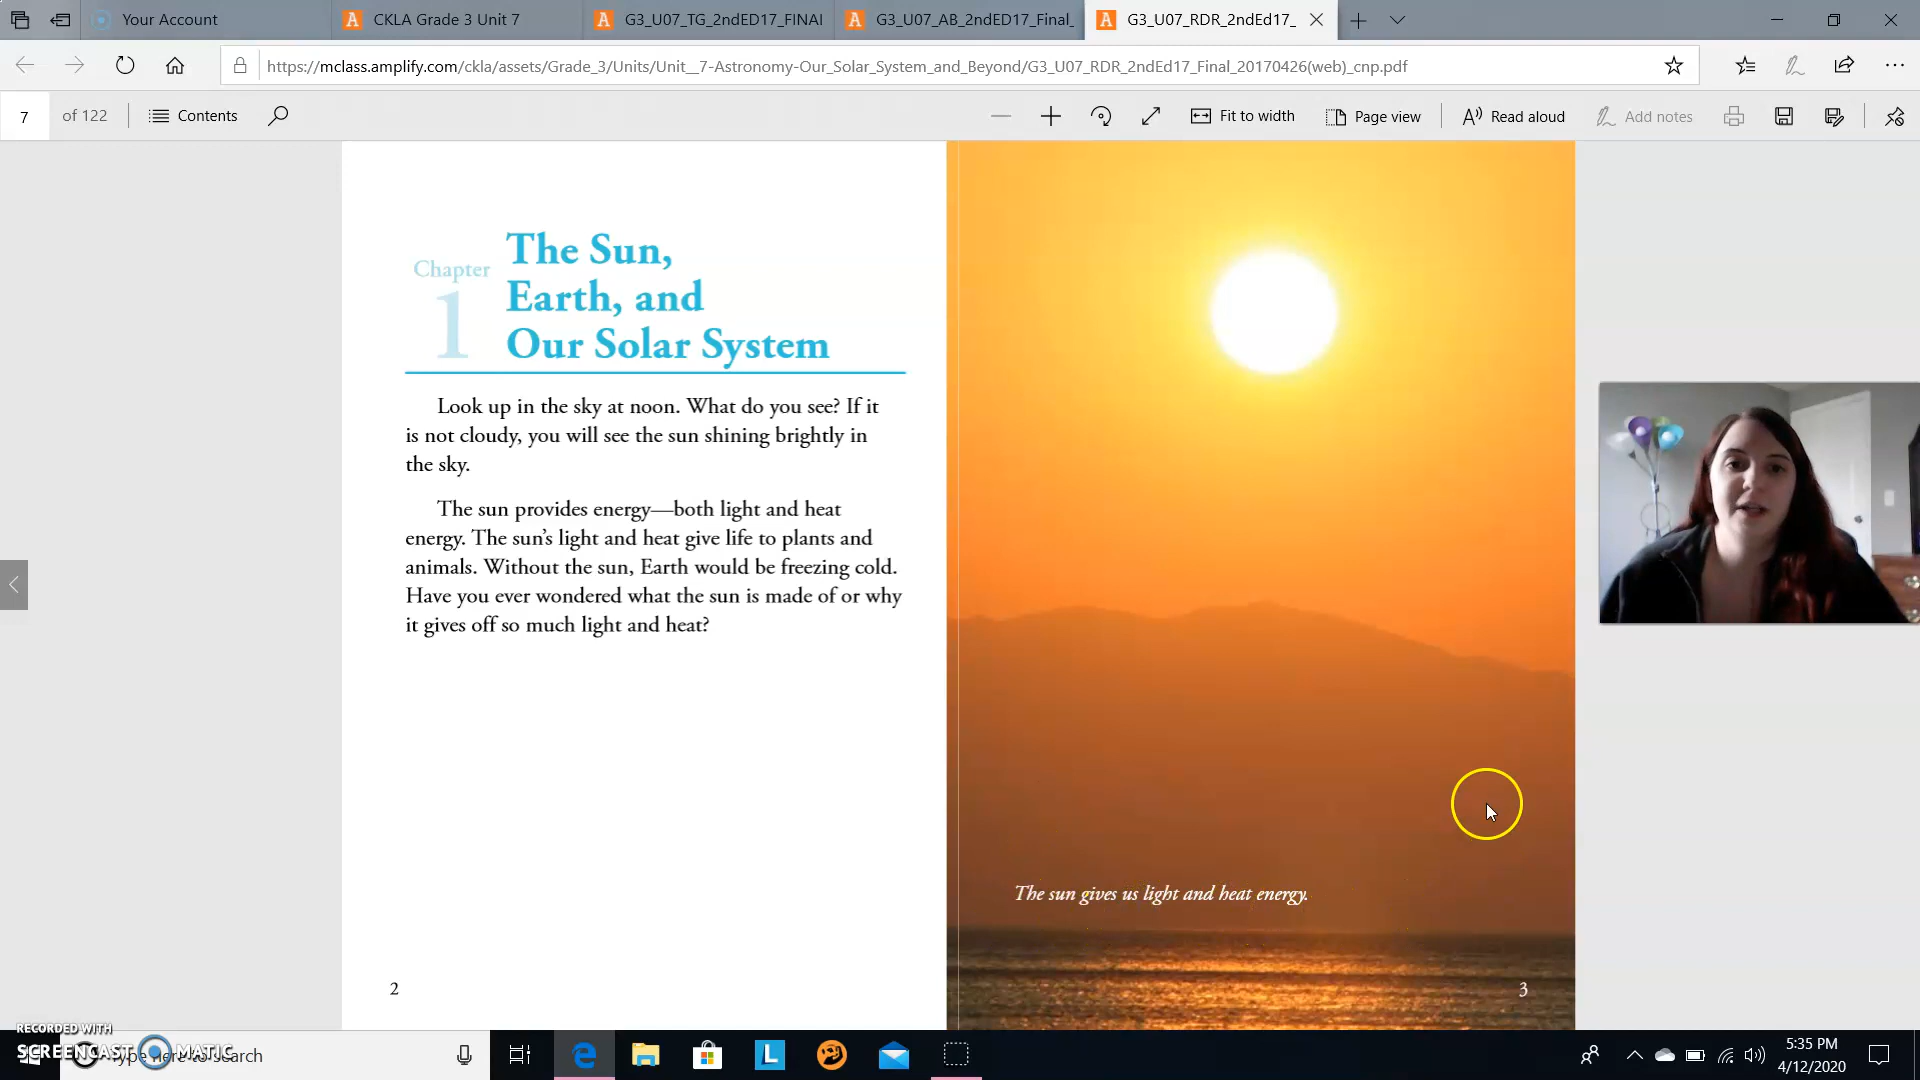 Your Account
CKLA Grade 3 Unit 7
G3_U07_TG_2ndED17_FINAl
G3_U07_AB_2ndED17_Final_
G3_U07_RDR_2ndEd17_
https://mclass.amplify.com/ckla/assets/Grade_3/Units/Unit__7-Astronomy-Our_Solar_System_and_Beyond/G3_U07_RDR_2ndEd17_Final_20170426(web)_cnp.pdf
7 of 122 Contents Fit to width Page view Read aloud Add notes
Chapter
1
The Sun,
Earth, and
Our Solar System
Look up in the sky at noon. What do you see? If it
is not cloudy, you will see the sun shining brightly in
the sky.
The sun provides energy—both light and heat
energy. The sun's light and heat give life to plants and
animals. Without the sun, Earth would be freezing cold.
Have you ever wondered what the sun is made of or why
it gives off so much light and heat?
2
The sun gives us light and heat energy.
3
RECORDED WITH
SCREENCAST MATIC
Type here to search
5:35 PM
4/12/2020